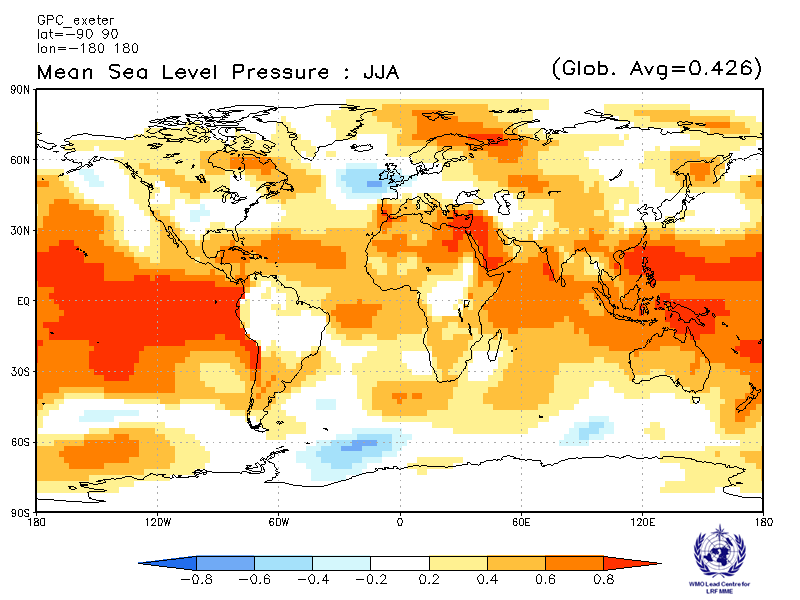 GPC_exeter
lat=-90 90
lon=-180 180
Mean Sea Level Pressure : JJA
(Glob. Avg=0.426)
90N
60N
30N
EQ
30S
60S
90S
180 120W 60W 0 60E 120E 180
-0.8 -0.6 -0.4 -0.2 0.2 0.4 0.6 0.8
WMO Lead Centre for
LRF MME